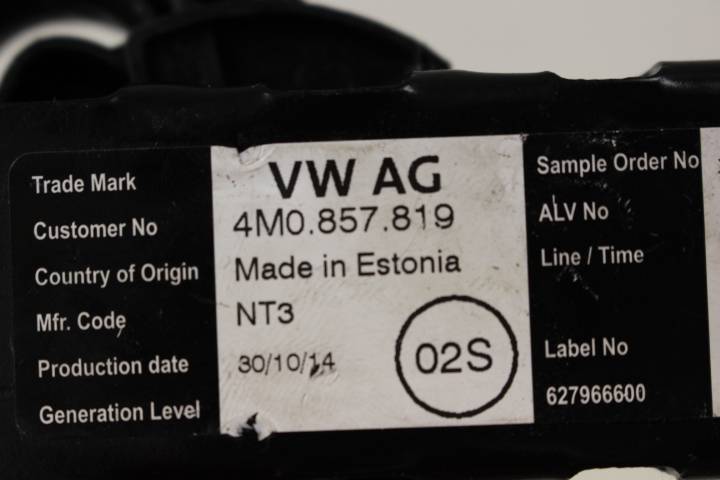 Trade Mark VW AG Sample Order No
Customer No 4M0.857.819 ALV No
Country of Origin Made in Estonia Line / Time
Mfr. Code NT3
Production date 30/10/14 02S Label No
Generation Level 627966600